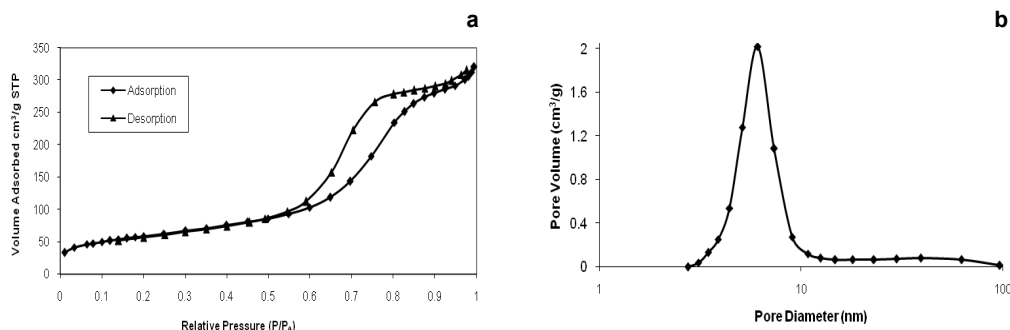 a
350
300
250
200
150
100
50
0
Volume Adsorbed cm³/g STP
Adsorption
Desorption
0 0.1 0.2 0.3 0.4 0.5 0.6 0.7 0.8 0.9 1
Relative Pressure (P/P₀)
b
2
1.6
1.2
0.8
0.4
0
Pore Volume (cm³/g)
1 10 100
Pore Diameter (nm)